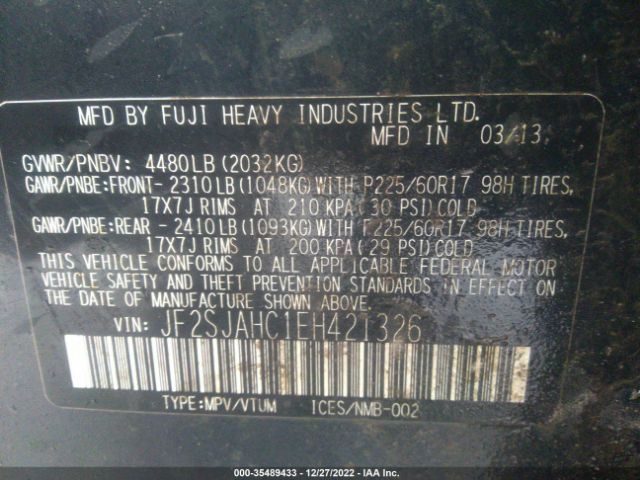 MFD BY FUJI HEAVY INDUSTRIES LTD.
MFD IN 03/13
GVWR/PNBV: 4480LB(2032KG)
GAWR/PNBE:FRONT- 2310LB(1048KG)WITH P225/60R17 98H TIRES,
17X7J RIMS AT 210 KPA(30 PSI)COLD
GAWR/PNBE:REAR - 2410LB(1093KG)WITH P225/60R17 98H TIRES,
17X7J RIMS AT 200 KPA(29 PSI)COLD
THIS VEHICLE CONFORMS TO ALL APPLICABLE FEDERAL MOTOR
VEHICLE SAFETY AND THEFT PREVENTION STANDARDS IN EFFECT ON
THE DATE OF MANUFACTURE SHOWN ABOVE.
VIN: JF2SJAHC1EH421326
TYPE:MPV/VTUM ICES/NMB-002
000-35489433 - 12/27/2022 - IAA Inc.